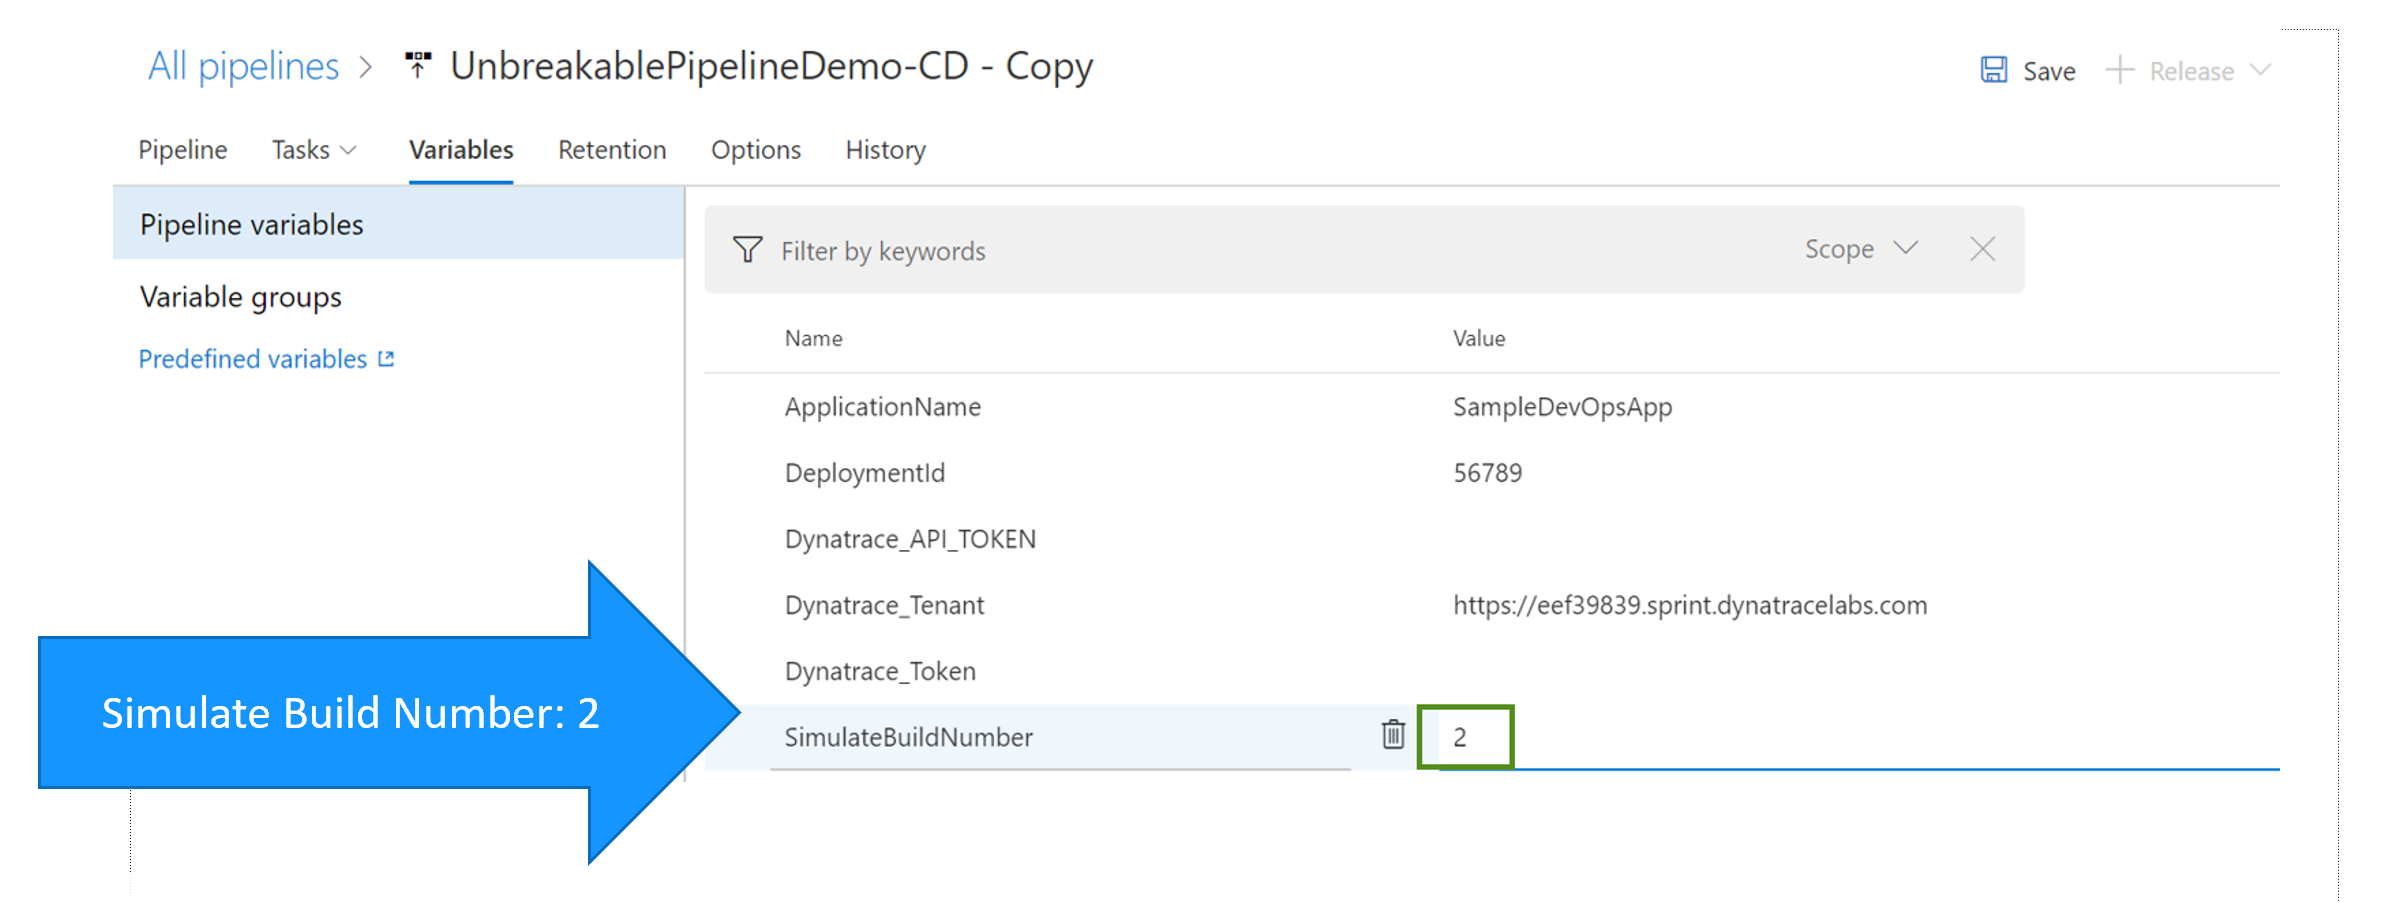 All pipelines > UnbreakablePipelineDemo-CD - Copy
Save + Release
Pipeline Tasks Variables Retention Options History
Pipeline variables
Variable groups
Predefined variables
Filter by keywords Scope
Name Value
ApplicationName SampleDevOpsApp
DeploymentId 56789
Dynatrace_API_TOKEN
Dynatrace_Tenant https://eef39839.sprint.dynatracelabs.com
Dynatrace_Token
SimulateBuildNumber 2
Simulate Build Number: 2